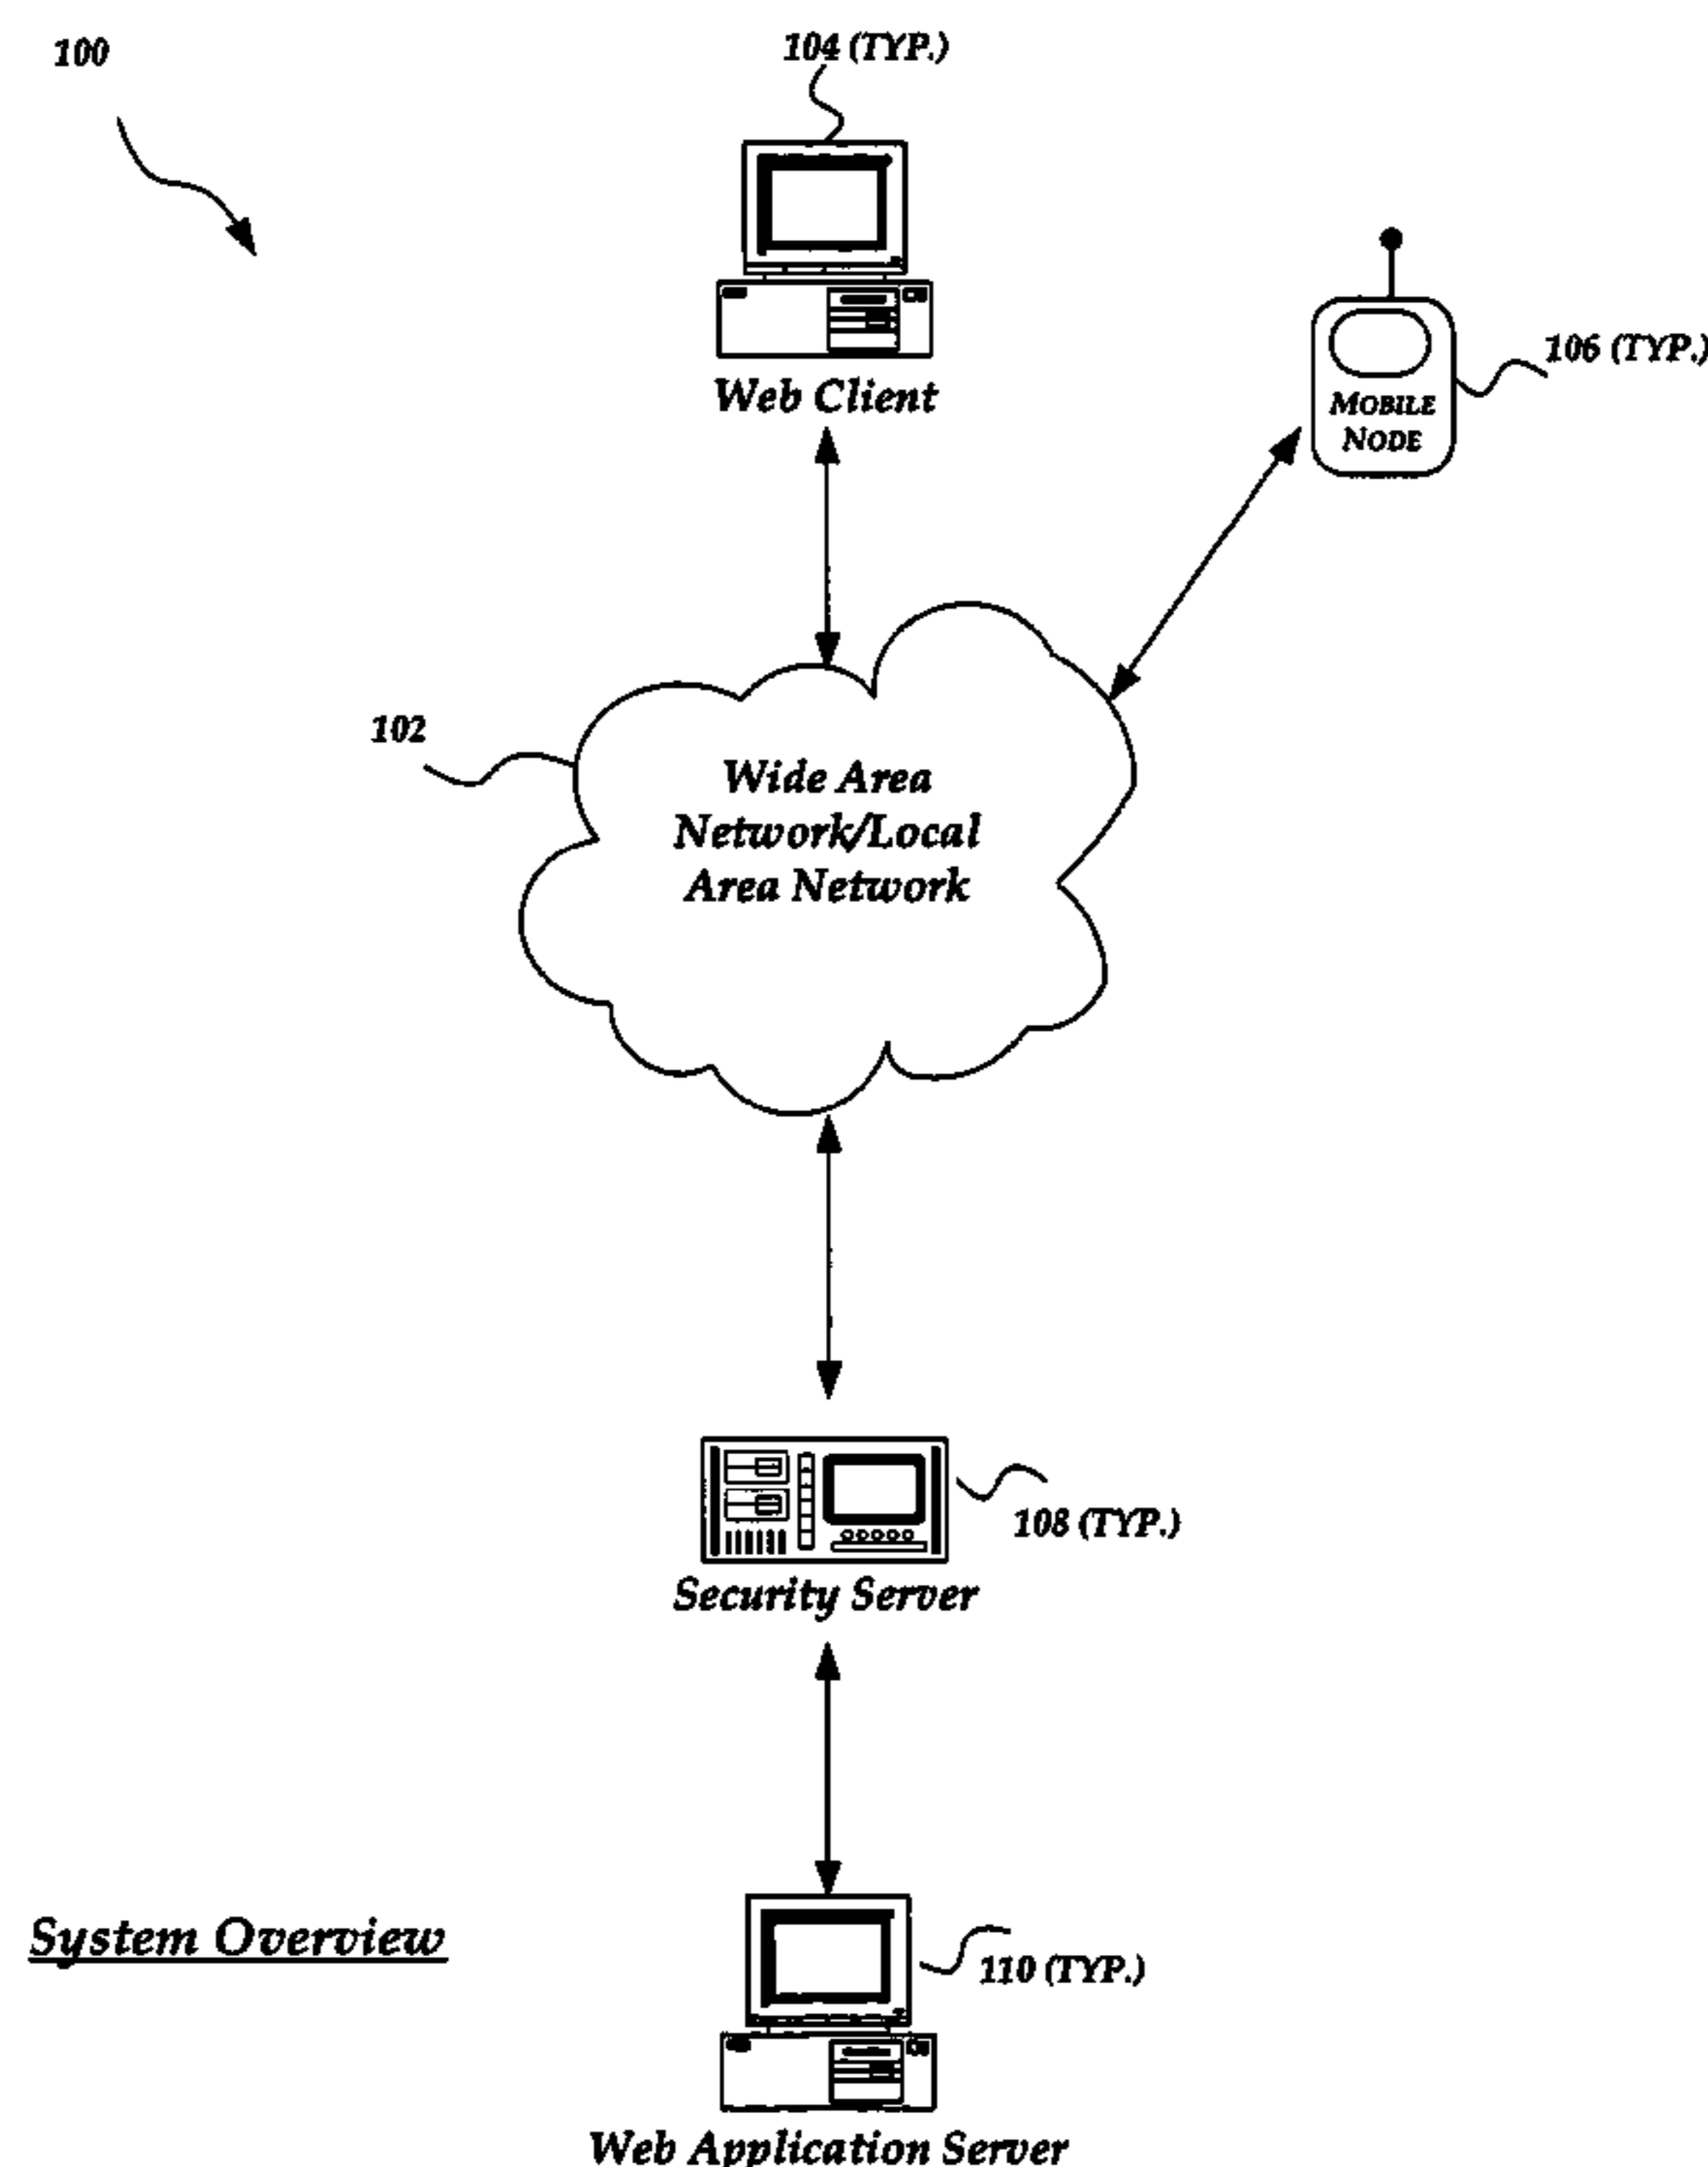 100
104 (TYP.)
Web Client
106 (TYP.)
MOBILE
NODE
102
Wide Area
Network/Local
Area Network
108 (TYP.)
Security Server
System Overview
110 (TYP.)
Web Application Server